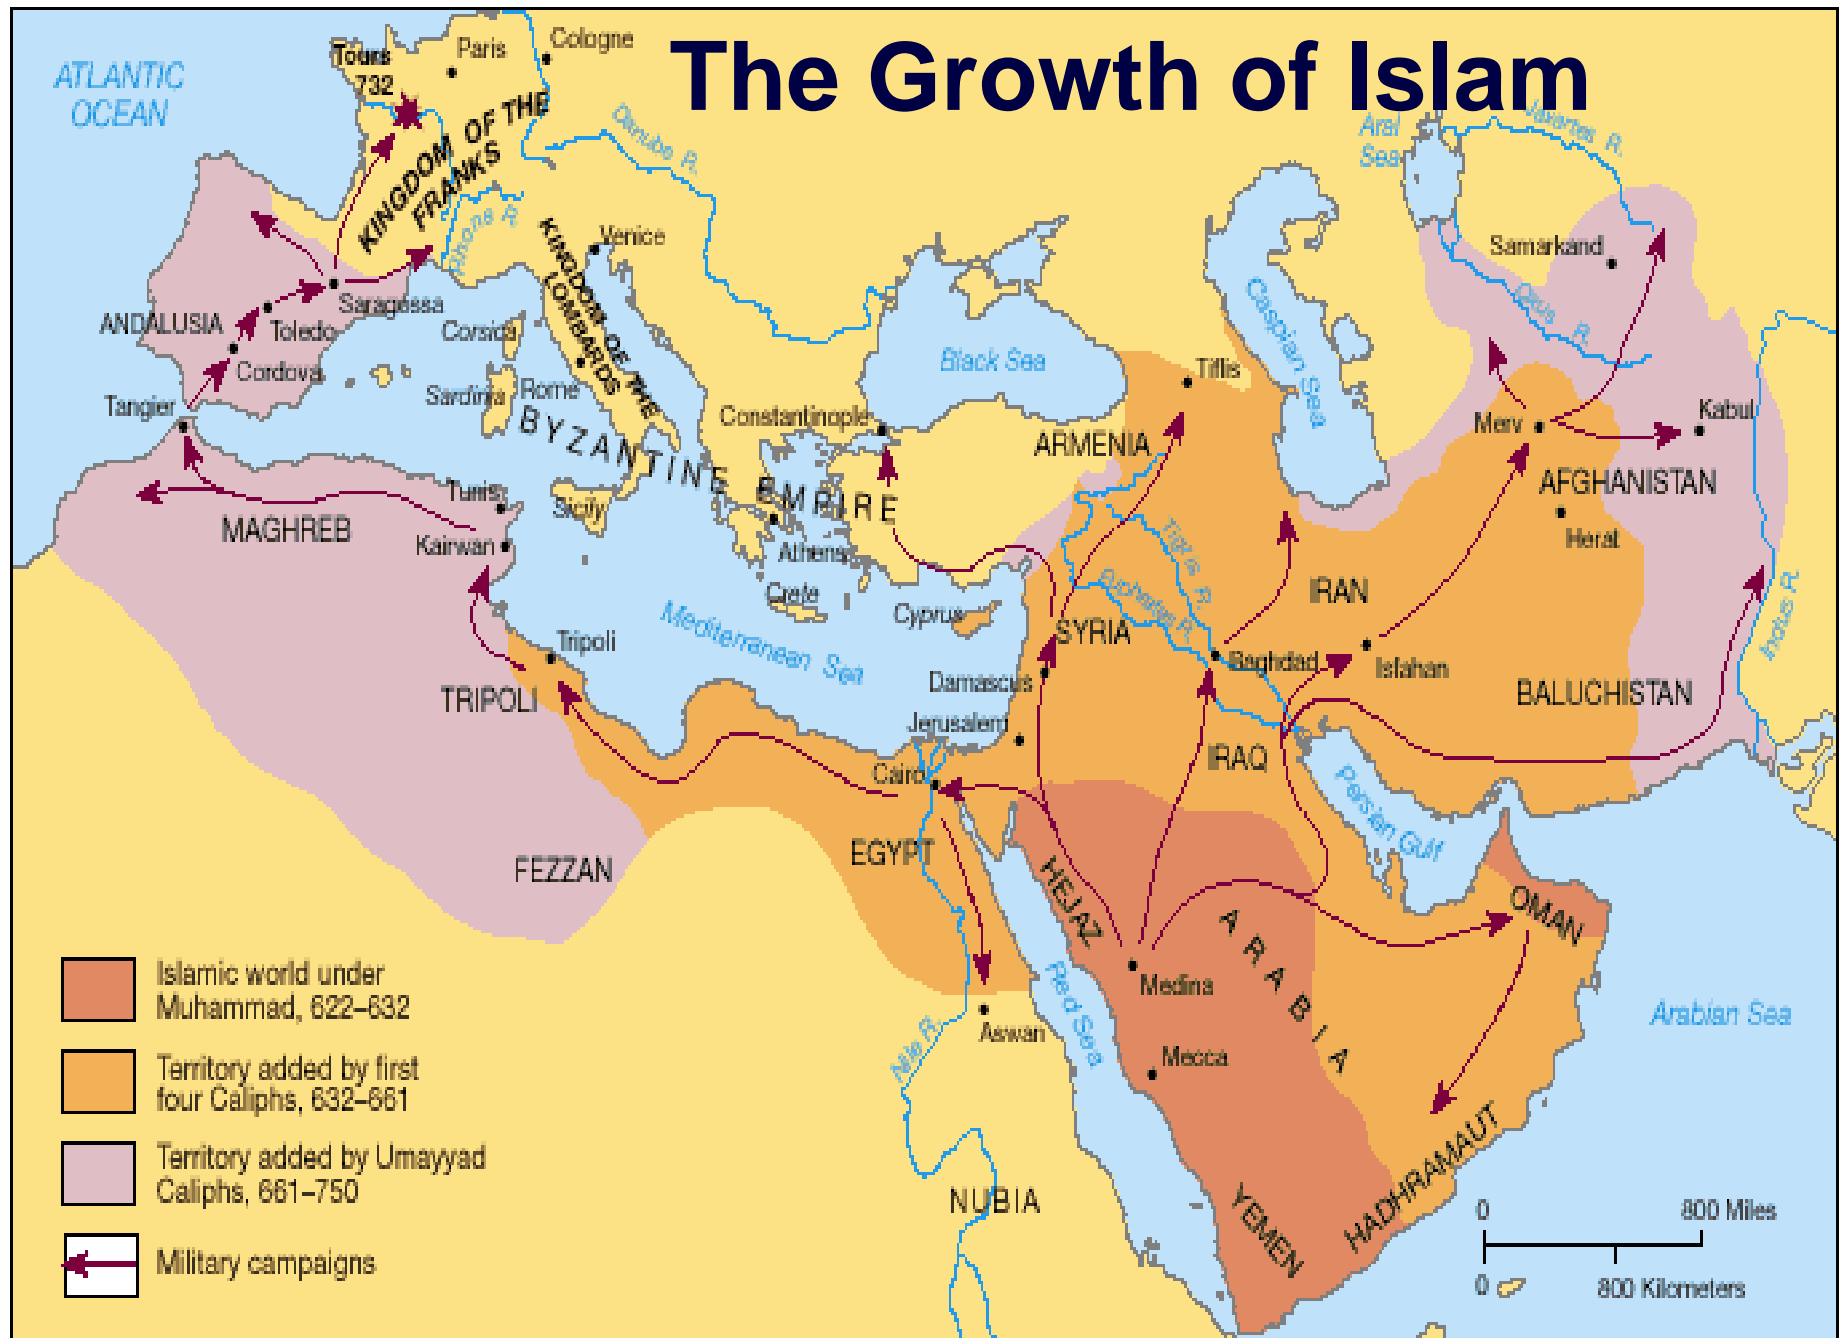 The Growth of Islam
ATLANTIC
OCEAN
Tours
732
Paris
Cologne
KINGDOM OF THE
FRANKS
Danube R.
Rhone R.
Venice
KINGDOM OF THE
LOMBARDS
Aral
Sea
Jaxartes R.
Samarkand
Oxus R.
Caspian Sea
Black Sea
Tiflis
Saragossa
ANDALUSIA
Toledo
Cordova
Corsica
Sardinia
Rome
Tangier
BYZANTINE EMPIRE
Constantinople
ARMENIA
Merv
Kabul
AFGHANISTAN
Herat
Tunis
Sicily
MAGHREB
Kairwan
Athens
Crete
Cyprus
Mediterranean Sea
Tigris R.
Euphrates R.
IRAN
SYRIA
Indus R.
Tripoli
TRIPOLI
Damascus
Baghdad
Isfahan
BALUCHISTAN
Jerusalem
IRAQ
Cairo
Persian Gulf
EGYPT
FEZZAN
HEJAZ
ARABIA
OMAN
Medina
Red Sea
Mecca
Aswan
Nile R.
Arabian Sea
NUBIA
YEMEN
HADHRAMAUT
Islamic world under
Muhammad, 622–632
Territory added by first
four Caliphs, 632–661
Territory added by Umayyad
Caliphs, 661–750
Military campaigns
0 800 Miles
0 800 Kilometers